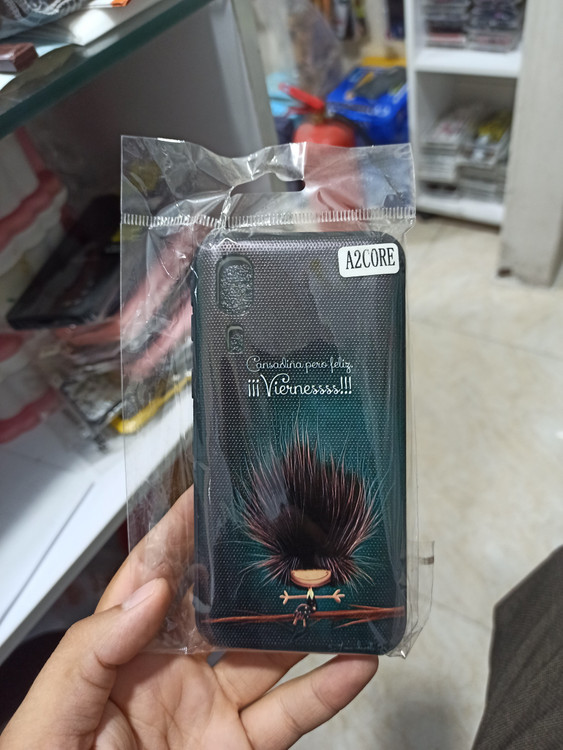 A2CORE
Cansadina pero feliz,
¡¡¡ Viernessss!!!